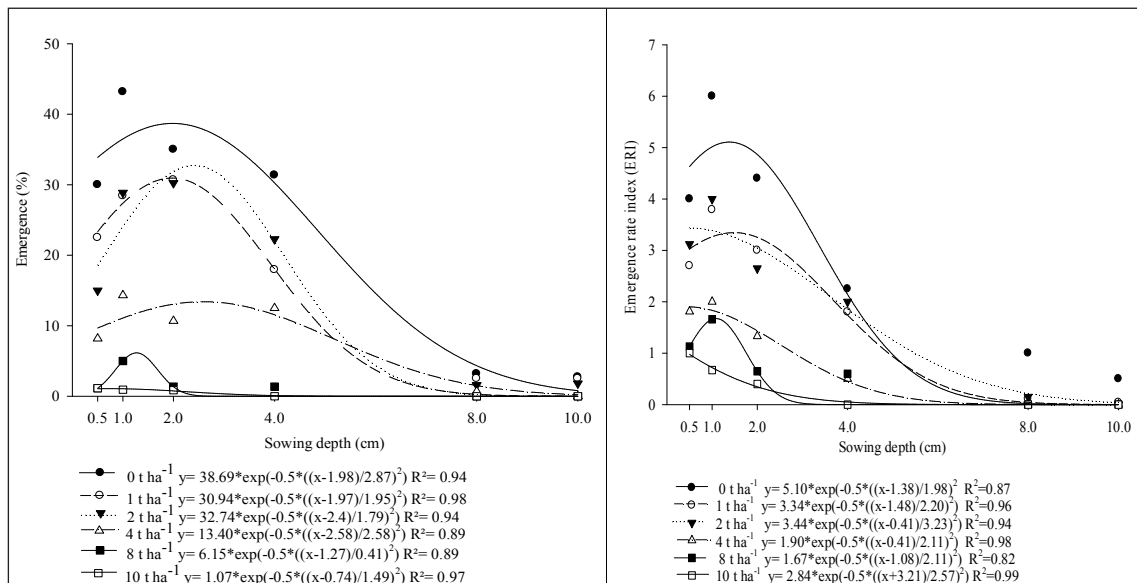 50
40
30
20
10
0
Emergence (%)
0.5 1.0 2.0 4.0 8.0 10.0
Sowing depth (cm)
0 t ha⁻¹ y= 38.69*exp(-0.5*((x-1.98)/2.87)²) R²= 0.94
1 t ha⁻¹ y= 30.94*exp(-0.5*((x-1.97)/1.95)²) R²= 0.98
2 t ha⁻¹ y= 32.74*exp(-0.5*((x-2.4)/1.79)²) R²= 0.94
4 t ha⁻¹ y= 13.40*exp(-0.5*((x-2.58)/2.58)²) R²= 0.89
8 t ha⁻¹ y= 6.15*exp(-0.5*((x-1.27)/0.41)²) R²= 0.89
10 t ha⁻¹ y= 1.07*exp(-0.5*((x-0.74)/1.49)²) R²= 0.97
7
6
5
4
3
2
1
0
Emergence rate index (ERI)
0.5 1.0 2.0 4.0 8.0 10.0
Sowing depth (cm)
0 t ha⁻¹ y=5.10*exp(-0.5*((x-1.38)/1.98)² R²=0.87
1 t ha⁻¹ y=3.34*exp(-0.5*((x-1.48)/2.20)² R²=0.96
2 t ha⁻¹ y=3.44*exp(-0.5*((x-0.41)/3.23)² R²=0.94
4 t ha⁻¹ y=1.90*exp(-0.5*((x-0.41)/2.11)² R²=0.98
8 t ha⁻¹ y=1.67*exp(-0.5*((x-1.08)/2.11)² R²=0.82
10 t ha⁻¹ y=2.84*exp(-0.5*((x+3.21)/2.57)² R²=0.99